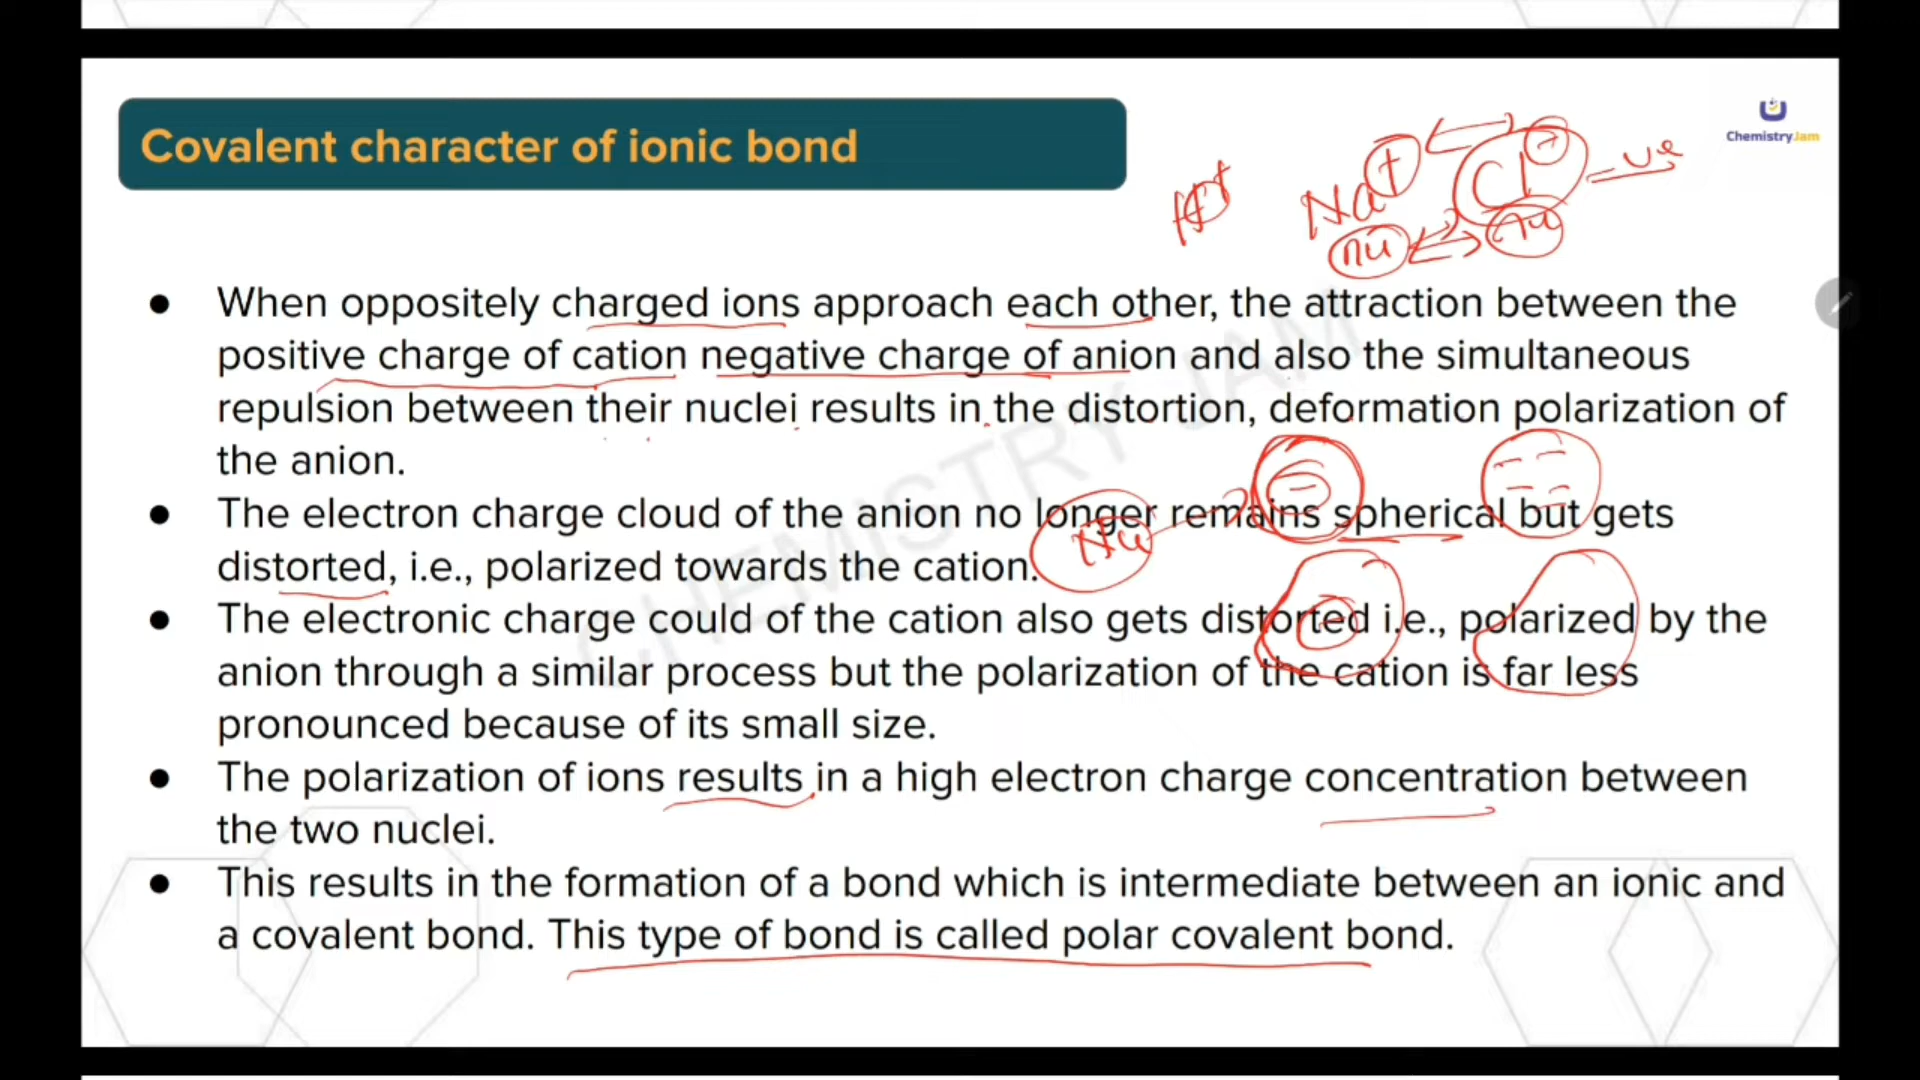 Covalent character of ionic bond
ChemistryJam
Na + Cl - -ve
nu nu
● When oppositely charged ions approach each other, the attraction between the
positive charge of cation negative charge of anion and also the simultaneous
repulsion between their nuclei results in the distortion, deformation polarization of
the anion.
● The electron charge cloud of the anion no longer remains spherical but gets
distorted, i.e., polarized towards the cation.
Nu
● The electronic charge could of the cation also gets distorted i.e., polarized by the
anion through a similar process but the polarization of the cation is far less
pronounced because of its small size.
● The polarization of ions results in a high electron charge concentration between
the two nuclei.
● This results in the formation of a bond which is intermediate between an ionic and
a covalent bond. This type of bond is called polar covalent bond.
CHEMISTRY JAM